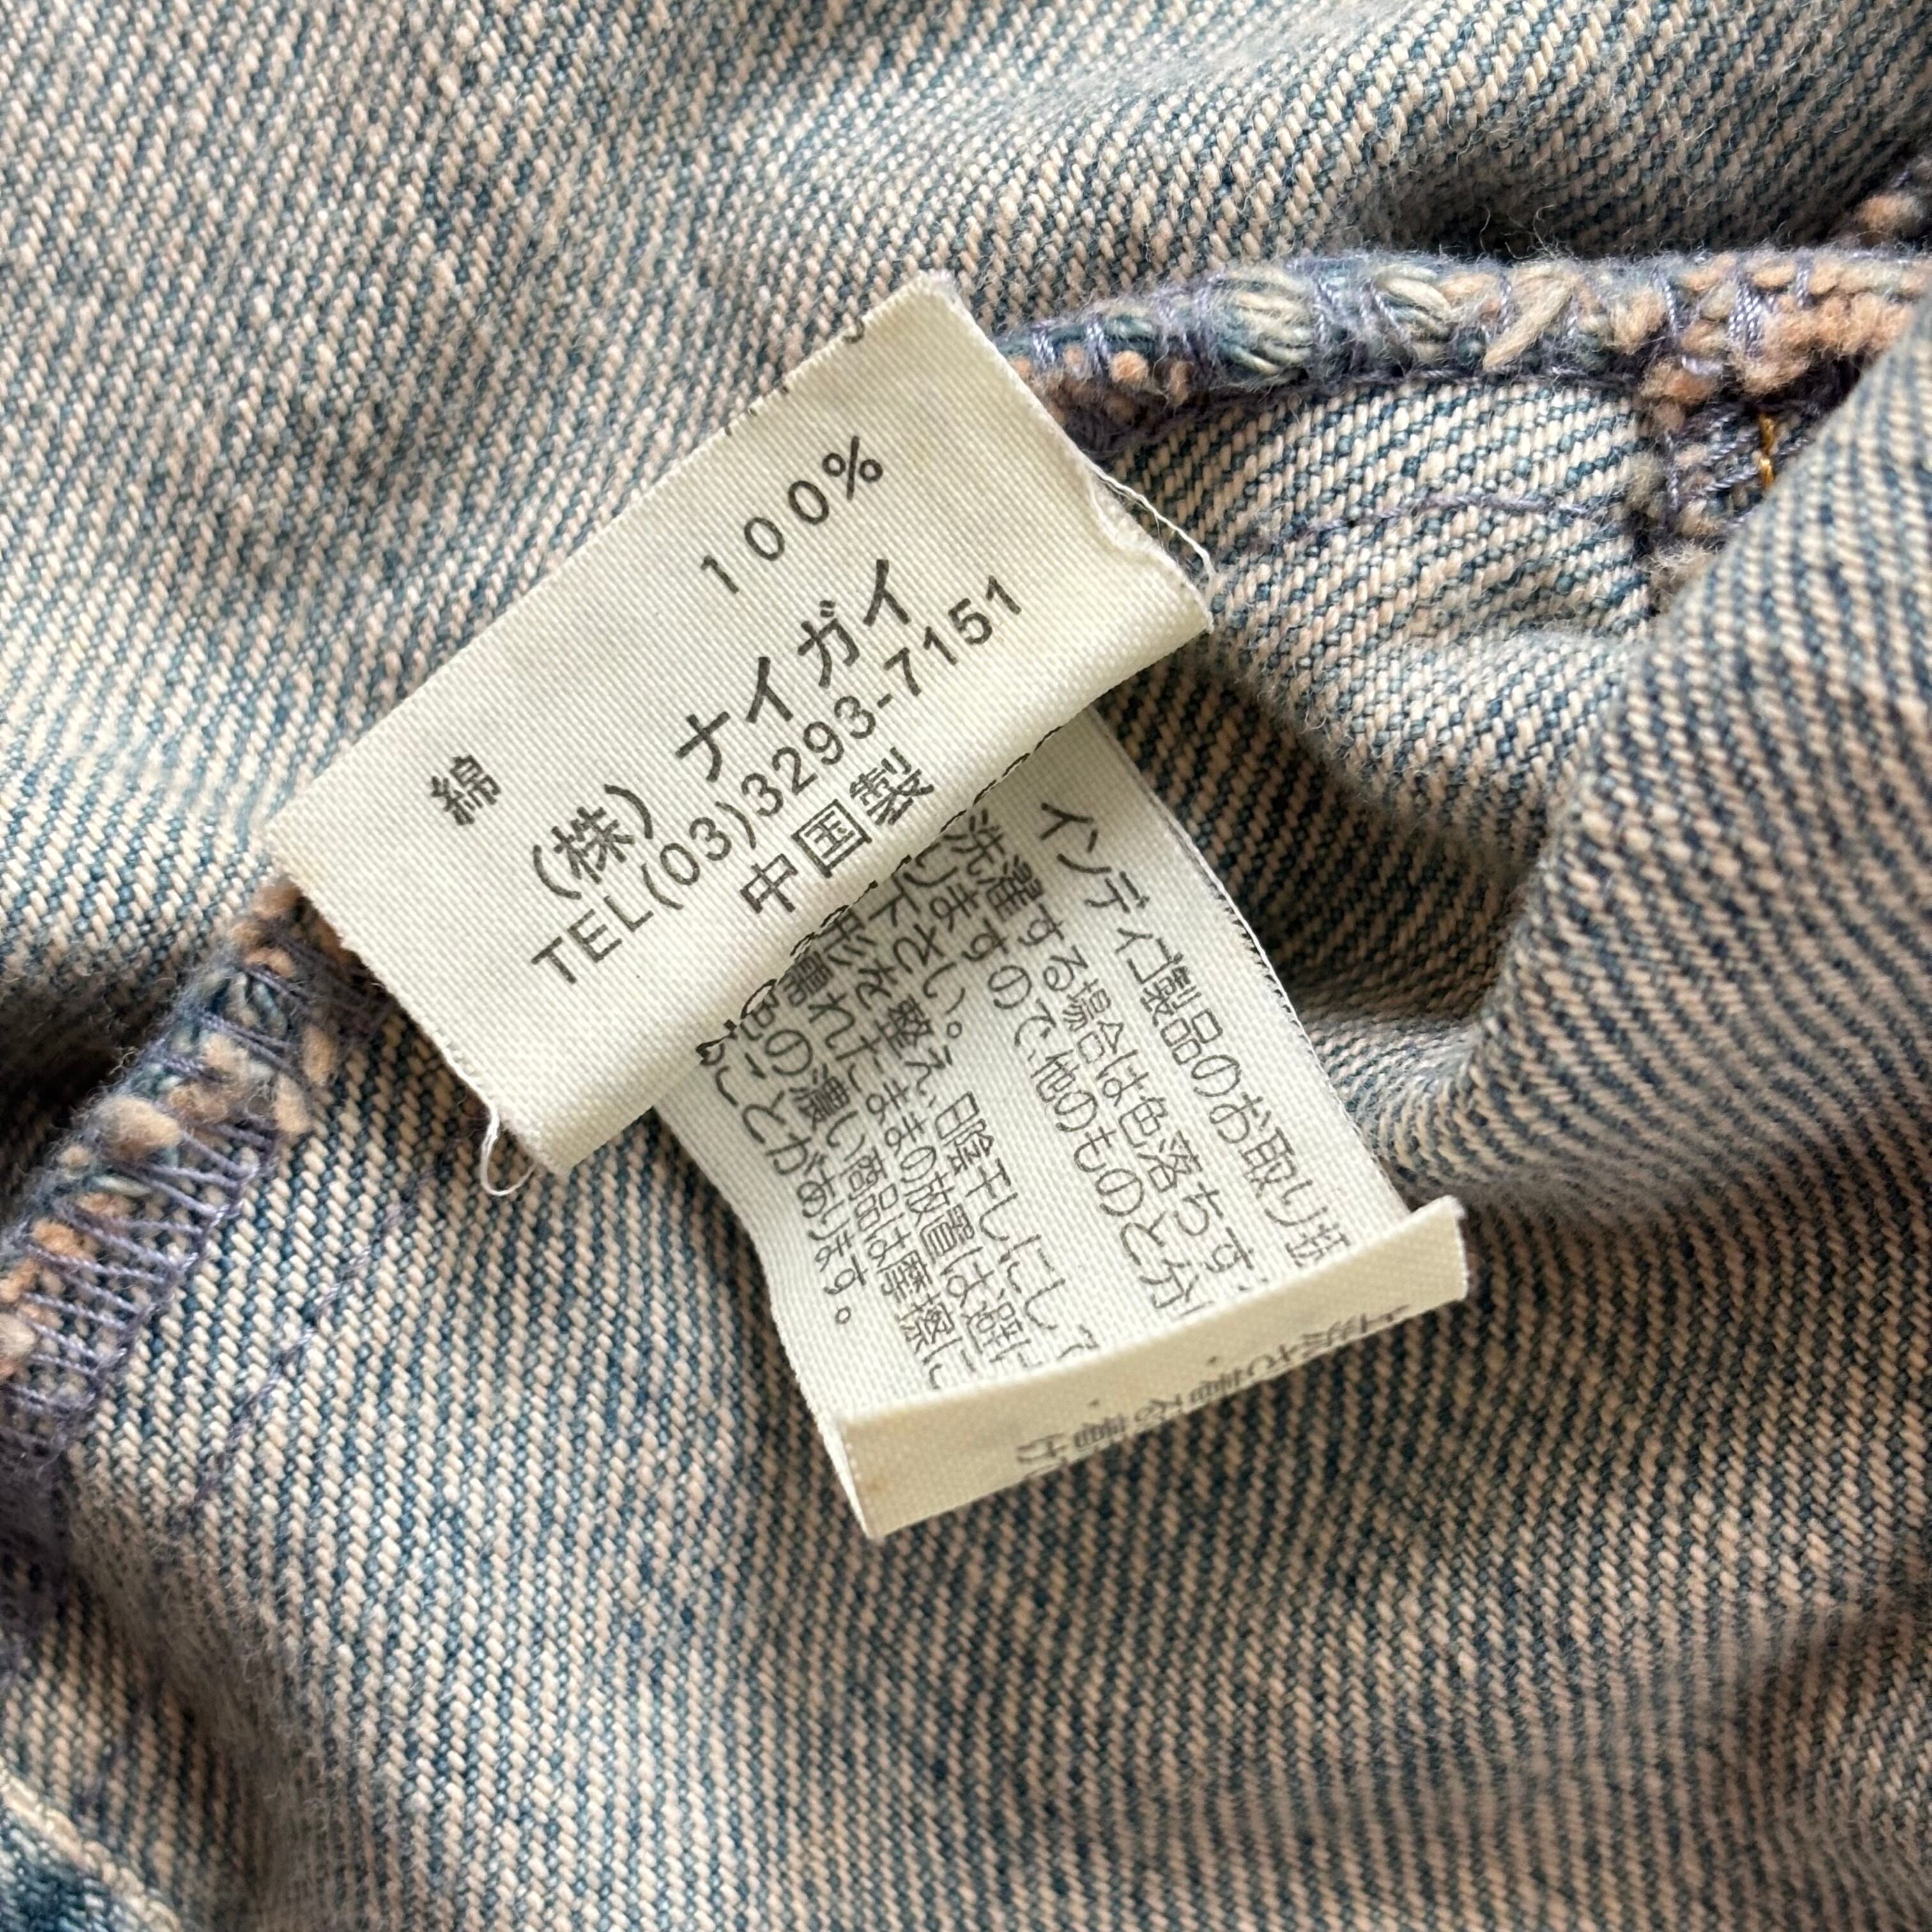 綿 100%
(株) ナイガイ
TEL(03)3293-7151
中国製
インディゴ製品のお取り
洗濯する場合は色落ちす
しますので、他のものと分
下さい。
整え、日陰干しにして
形を
崩れたままの放置は避
色の濃い商品は摩擦に
ことがあります。